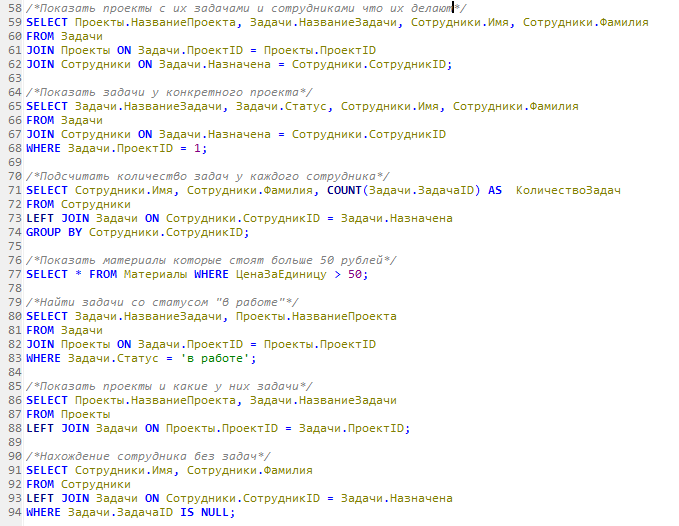 58 /*Показать проекты с их задачами и сотрудниками что их делают*/
59 SELECT Проекты.НазваниеПроекта, Задачи.НазваниеЗадачи, Сотрудники.Имя, Сотрудники.Фамилия
60 FROM Задачи
61 JOIN Проекты ON Задачи.ПроектID = Проекты.ПроектID
62 JOIN Сотрудники ON Задачи.Назначена = Сотрудники.СотрудникID;
63
64 /*Показать задачи у конкретного проекта*/
65 SELECT Задачи.НазваниеЗадачи, Задачи.Статус, Сотрудники.Имя, Сотрудники.Фамилия
66 FROM Задачи
67 JOIN Сотрудники ON Задачи.Назначена = Сотрудники.СотрудникID
68 WHERE Задачи.ПроектID = 1;
69
70 /*Подсчитать количество задач у каждого сотрудника*/
71 SELECT Сотрудники.Имя, Сотрудники.Фамилия, COUNT(Задачи.ЗадачаID) AS  КоличествоЗадач
72 FROM Сотрудники
73 LEFT JOIN Задачи ON Сотрудники.СотрудникID = Задачи.Назначена
74 GROUP BY Сотрудники.СотрудникID;
75
76 /*Показать материалы которые стоят больше 50 рублей*/
77 SELECT * FROM Материалы WHERE ЦенаЗаЕдиницу > 50;
78
79 /*Найти задачи со статусом "В работе"*/
80 SELECT Задачи.НазваниеЗадачи, Проекты.НазваниеПроекта
81 FROM Задачи
82 JOIN Проекты ON Задачи.ПроектID = Проекты.ПроектID
83 WHERE Задачи.Статус = 'в работе';
84
85 /*Показать проекты и какие у них задачи*/
86 SELECT Проекты.НазваниеПроекта, Задачи.НазваниеЗадачи
87 FROM Проекты
88 LEFT JOIN Задачи ON Проекты.ПроектID = Задачи.ПроектID;
89
90 /*Нахождение сотрудника без задач*/
91 SELECT Сотрудники.Имя, Сотрудники.Фамилия
92 FROM Сотрудники
93 LEFT JOIN Задачи ON Сотрудники.СотрудникID = Задачи.Назначена
94 WHERE Задачи.ЗадачаID IS NULL;